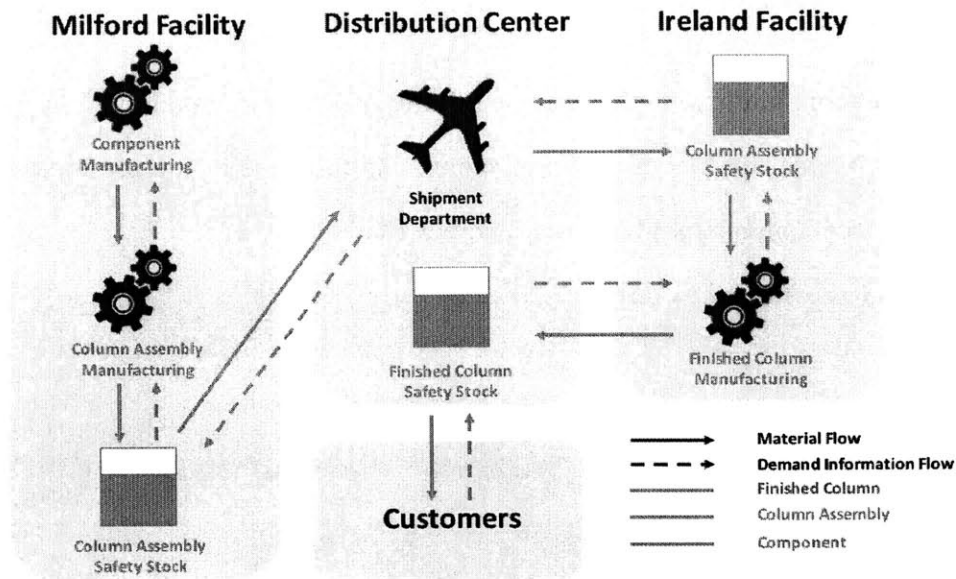 Milford Facility
Component
Manufacturing
Column Assembly
Manufacturing
Column Assembly
Safety Stock
Distribution Center
Shipment
Department
Finished Column
Safety Stock
Customers
Ireland Facility
Column Assembly
Safety Stock
Finished Column
Manufacturing
Material Flow
Demand Information Flow
Finished Column
Column Assembly
Component